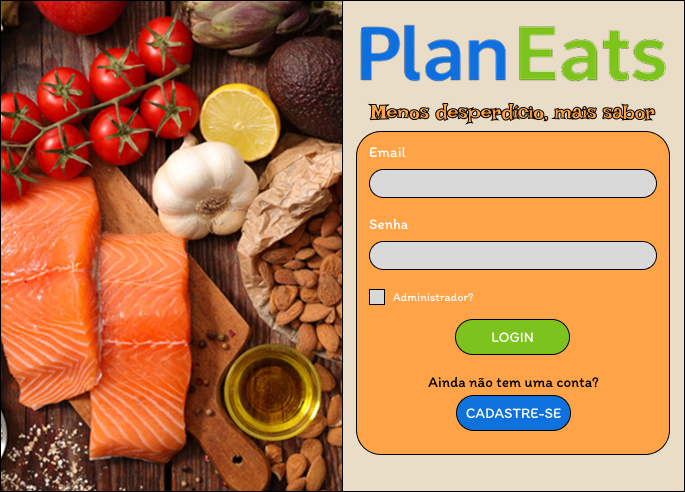 PlanEats
Menos desperdício, mais sabor
Email
Senha
Administrador?
LOGIN
Ainda não tem uma conta?
CADASTRE-SE